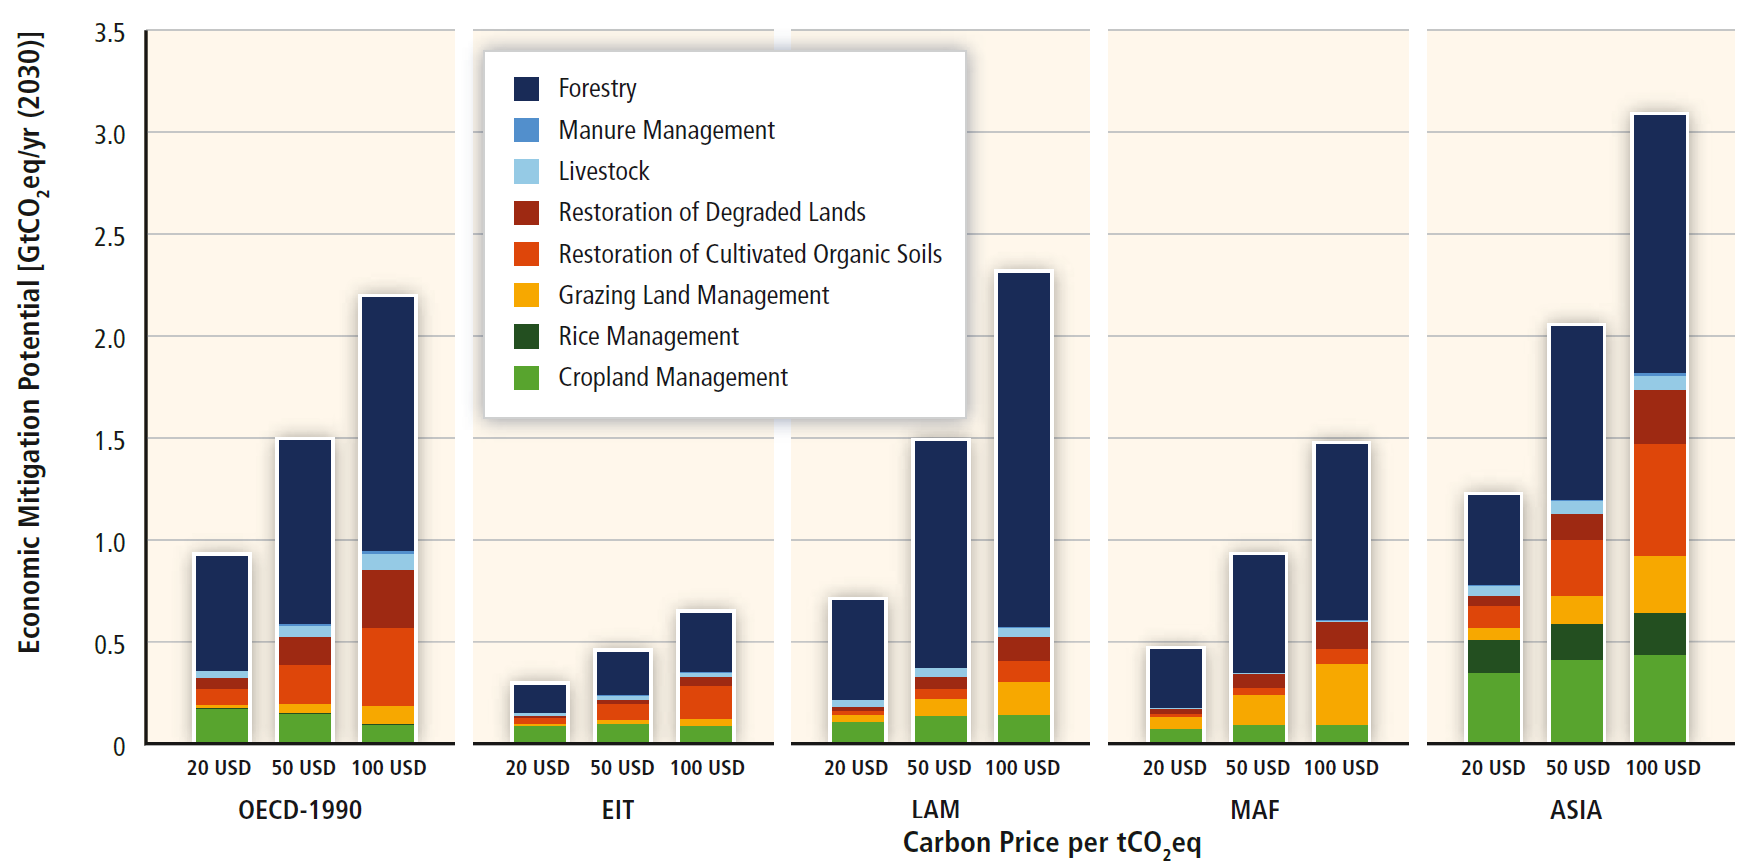 Economic Mitigation Potential [GtCO2eq/yr (2030)]
3.5
3.0
2.5
2.0
1.5
1.0
0.5
0
Forestry
Manure Management
Livestock
Restoration of Degraded Lands
Restoration of Cultivated Organic Soils
Grazing Land Management
Rice Management
Cropland Management
20 USD 50 USD 100 USD 20 USD 50 USD 100 USD 20 USD 50 USD 100 USD 20 USD 50 USD 100 USD 20 USD 50 USD 100 USD
OECD-1990 EIT LAM MAF ASIA
Carbon Price per tCO2eq